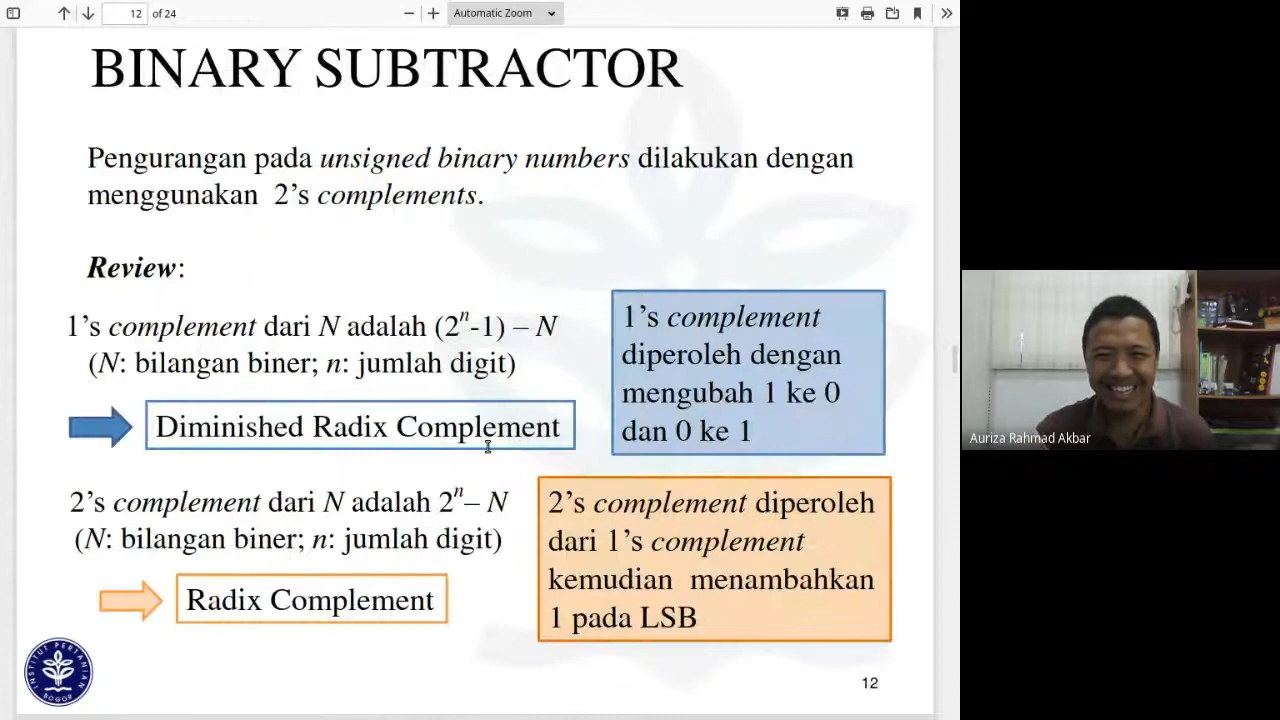 12 of 24
Automatic Zoom
BINARY SUBTRACTOR
Pengurangan pada unsigned binary numbers dilakukan dengan
menggunakan 2's complements.
Review:
1's complement dari N adalah (2ⁿ-1) – N
(N: bilangan biner; n: jumlah digit)
Diminished Radix Complement
1's complement
diperoleh dengan
mengubah 1 ke 0
dan 0 ke 1
2's complement dari N adalah 2ⁿ– N
(N: bilangan biner; n: jumlah digit)
Radix Complement
2's complement diperoleh
dari 1's complement
kemudian menambahkan
1 pada LSB
INSTITUT PERTANIAN
BOGOR
12
Auriza Rahmad Akbar